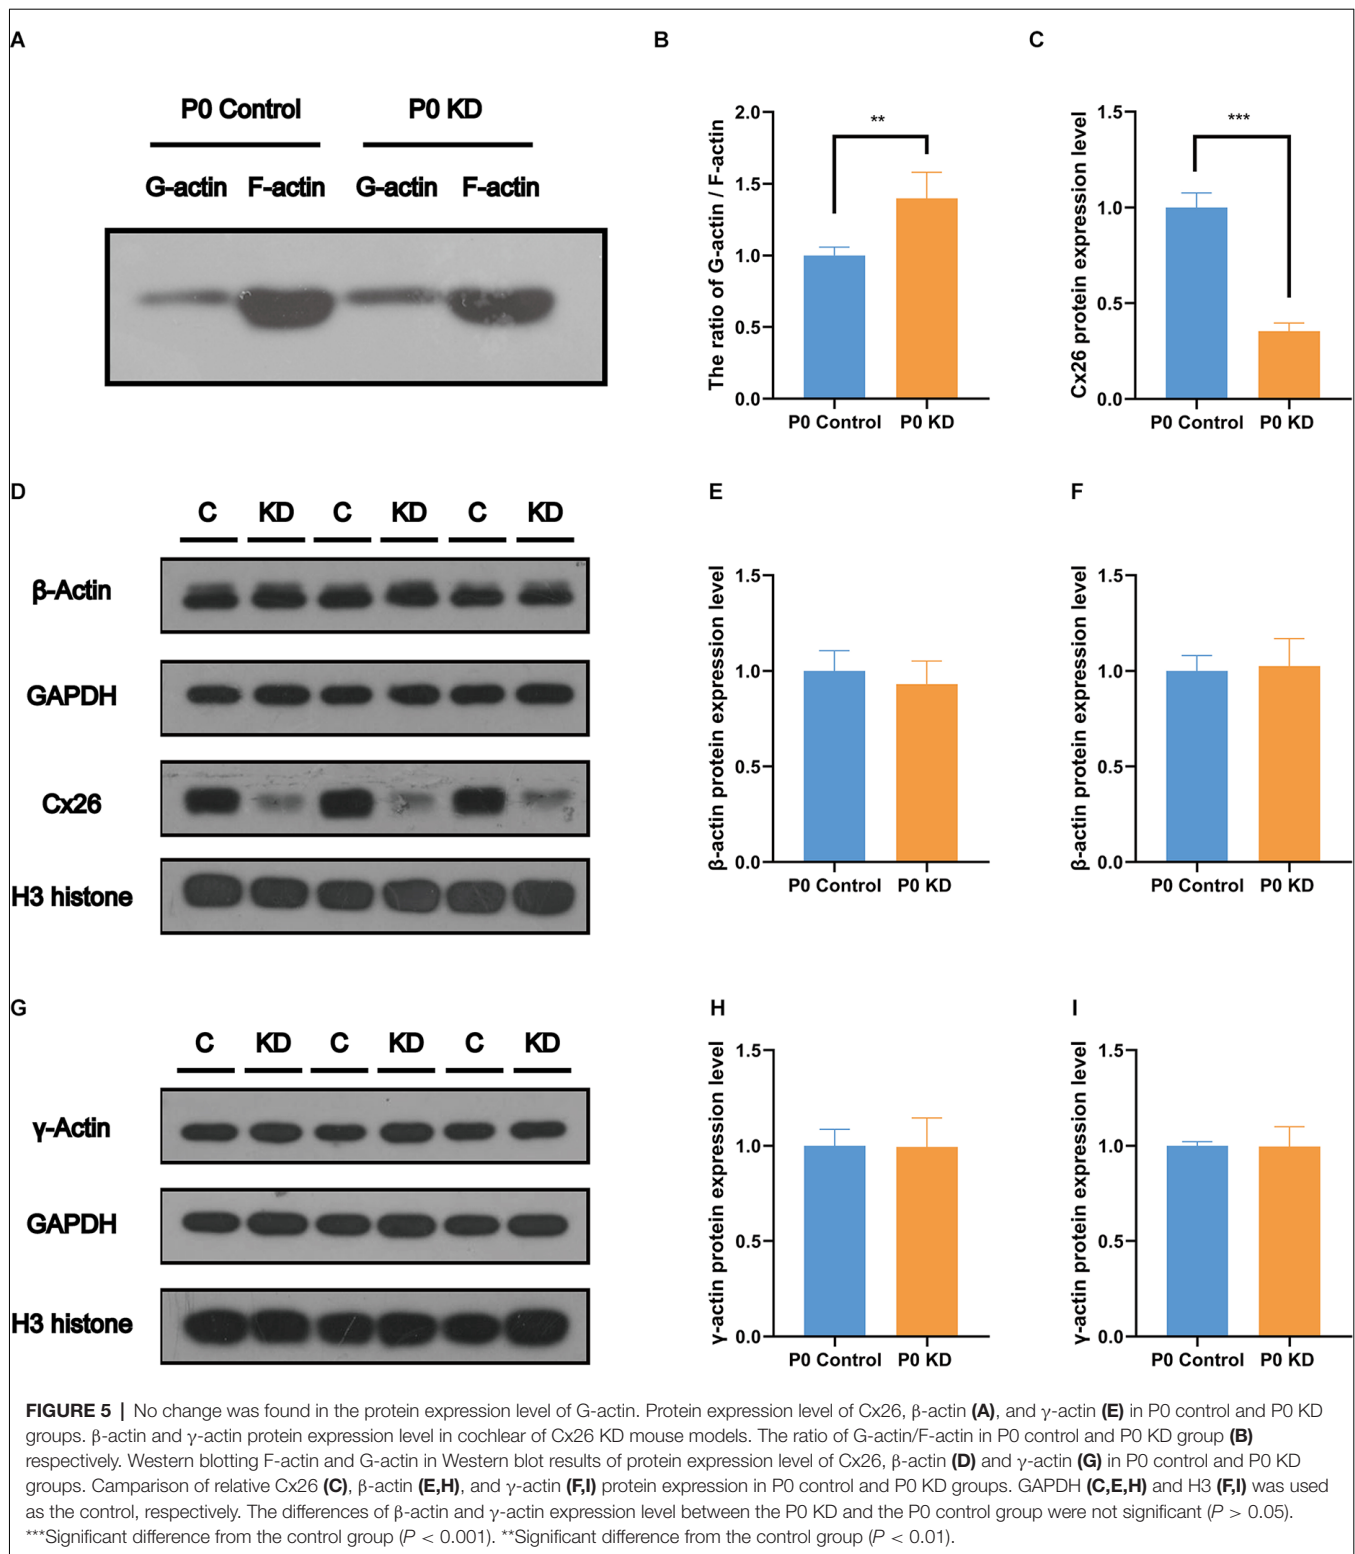 A
P0 Control P0 KD
G-actin F-actin G-actin F-actin
B
The ratio of G-actin / F-actin
2.0
1.5
1.0
0.5
0.0
**
P0 Control P0 KD
C
Cx26 protein expression level
1.5
1.0
0.5
0.0
***
P0 Control P0 KD
D
C KD C KD C KD
β-Actin
GAPDH
Cx26
H3 histone
E
β-actin protein expression level
1.5
1.0
0.5
0.0
P0 Control P0 KD
F
β-actin protein expression level
1.5
1.0
0.5
0.0
P0 Control P0 KD
G
C KD C KD C KD
γ-Actin
GAPDH
H3 histone
H
γ-actin protein expression level
1.5
1.0
0.5
0.0
P0 Control P0 KD
I
γ-actin protein expression level
1.5
1.0
0.5
0.0
P0 Control P0 KD
FIGURE 5 | No change was found in the protein expression level of G-actin. Protein expression level of Cx26, β-actin (A), and γ-actin (E) in P0 control and P0 KD
groups. β-actin and γ-actin protein expression level in cochlear of Cx26 KD mouse models. The ratio of G-actin/F-actin in P0 control and P0 KD group (B)
respectively. Western blotting F-actin and G-actin in Western blot results of protein expression level of Cx26, β-actin (D) and γ-actin (G) in P0 control and P0 KD
groups. Camparison of relative Cx26 (C), β-actin (E,H), and γ-actin (F,I) protein expression in P0 control and P0 KD groups. GAPDH (C,E,H) and H3 (F,I) was used
as the control, respectively. The differences of β-actin and γ-actin expression level between the P0 KD and the P0 control group were not significant (P > 0.05).
***Significant difference from the control group (P < 0.001). **Significant difference from the control group (P < 0.01).